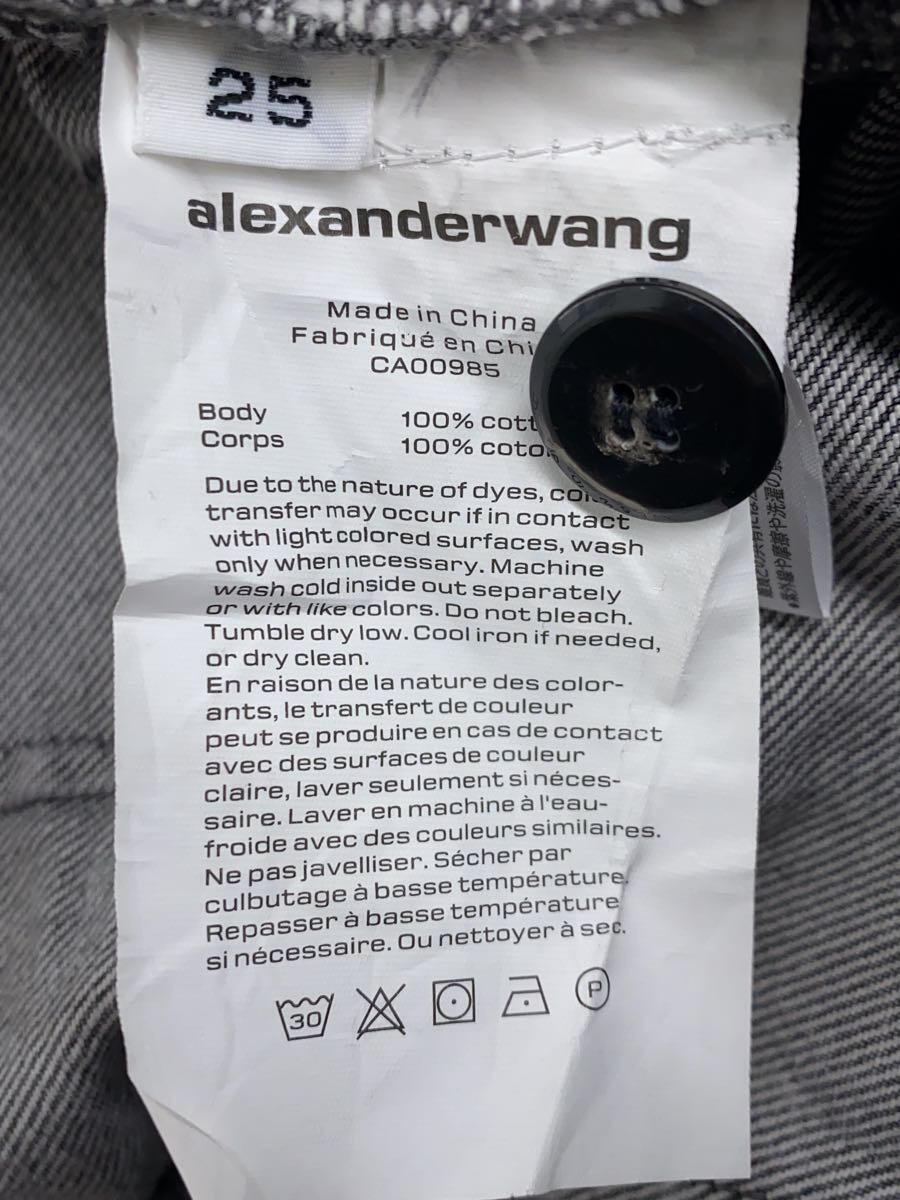 25
alexanderwang
Made in China
Fabriqué en Chi
CA00985
Body 100% cott
Corps 100% coto
Due to the nature of dyes, co
transfer may occur if in contact
with light colored surfaces, wash
only when necessary. Machine
wash cold inside out separately
or with like colors. Do not bleach.
Tumble dry low. Cool iron if needed,
or dry clean.
En raison de la nature des color-
ants, le transfert de couleur
peut se produire en cas de contact
avec des surfaces de couleur
claire, laver seulement si néces-
saire. Laver en machine à l'eau-
froide avec des couleurs similaires.
Ne pas javelliser. Sécher par
culbutage à basse température.
Repasser à basse température
si nécessaire. Ou nettoyer à sec.
30
P